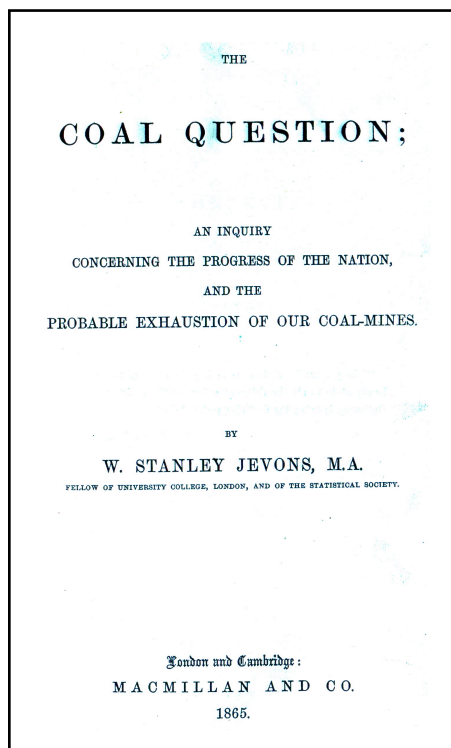 THE
COAL QUESTION;
AN INQUIRY
CONCERNING THE PROGRESS OF THE NATION,
AND THE
PROBABLE EXHAUSTION OF OUR COAL-MINES.
BY
W. STANLEY JEVONS, M.A.
FELLOW OF UNIVERSITY COLLEGE, LONDON, AND OF THE STATISTICAL SOCIETY.
London and Cambridge:
MACMILLAN AND CO.
1865.